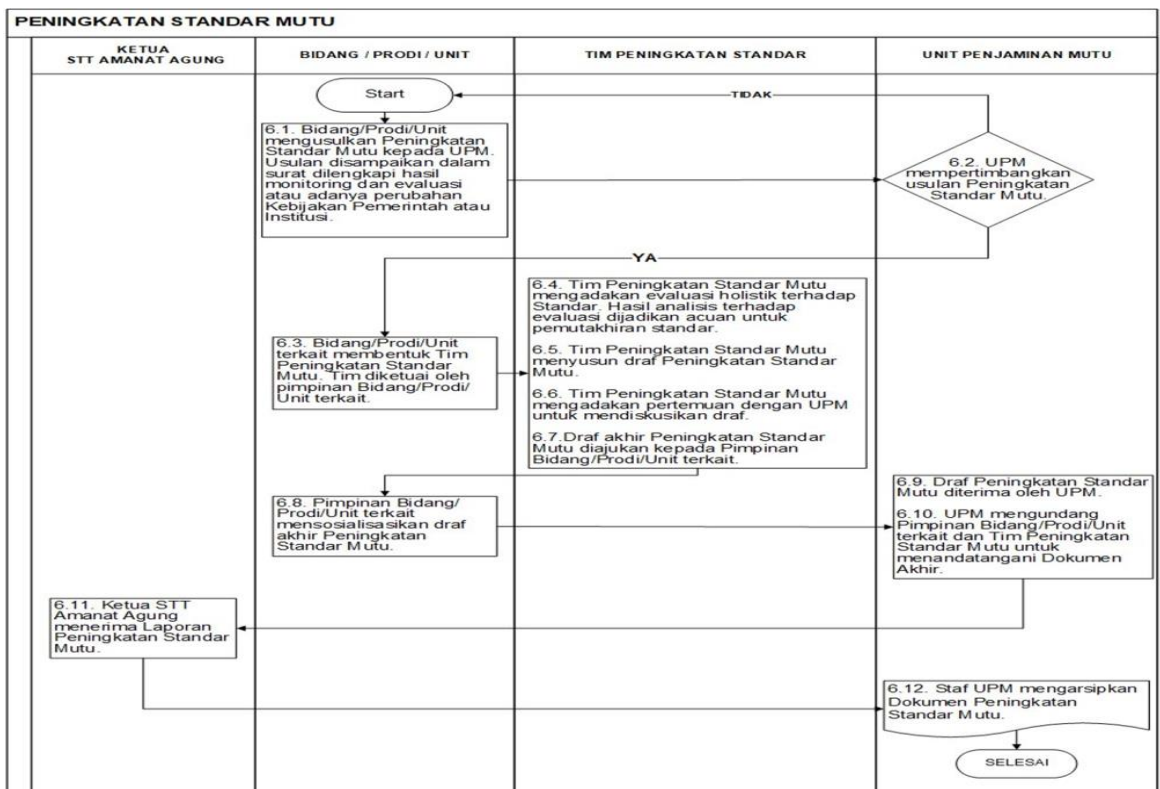 PENINGKATAN STANDAR MUTU
KETUA
STT AMANAT AGUNG
BIDANG / PRODI / UNIT
TIM PENINGKATAN STANDAR
UNIT PENJAMINAN MUTU
Start
TIDAK
6.1. Bidang/Prodi/Unit
mengusulkan Peningkatan
Standar Mutu kepada UPM.
Usulan disampaikan dalam
surat dilengkapi hasil
monitoring dan evaluasi
atau adanya perubahan
Kebijakan Pemerintah atau
Institusi.
6.2. UPM
mempertimbangkan
usulan Peningkatan
Standar Mutu.
YA
6.3. Bidang/Prodi/Unit
terkait membentuk Tim
Peningkatan Standar
Mutu. Tim diketuai oleh
pimpinan Bidang/Prodi/
Unit terkait.
6.4. Tim Peningkatan Standar Mutu
mengadakan evaluasi holistik terhadap
Standar. Hasil analisis terhadap
evaluasi dijadikan acuan untuk
pemutakhiran standar.
6.5. Tim Peningkatan Standar Mutu
menyusun draf Peningkatan Standar
Mutu.
6.6. Tim Peningkatan Standar Mutu
mengadakan pertemuan dengan UPM
untuk mendiskusikan draf.
6.7.Draf akhir Peningkatan Standar
Mutu diajukan kepada Pimpinan
Bidang/Prodi/Unit terkait.
6.8. Pimpinan Bidang/
Prodi/Unit terkait
mensosialisasikan draf
akhir Peningkatan
Standar Mutu.
6.9. Draf Peningkatan Standar
Mutu diterima oleh UPM.
6.10. UPM mengundang
Pimpinan Bidang/Prodi/Unit
terkait dan Tim Peningkatan
Standar Mutu untuk
menandatangani Dokumen
Akhir.
6.11. Ketua STT
Amanat Agung
menerima Laporan
Peningkatan Standar
Mutu.
6.12. Staf UPM mengarsipkan
Dokumen Peningkatan
Standar Mutu.
SELESAI